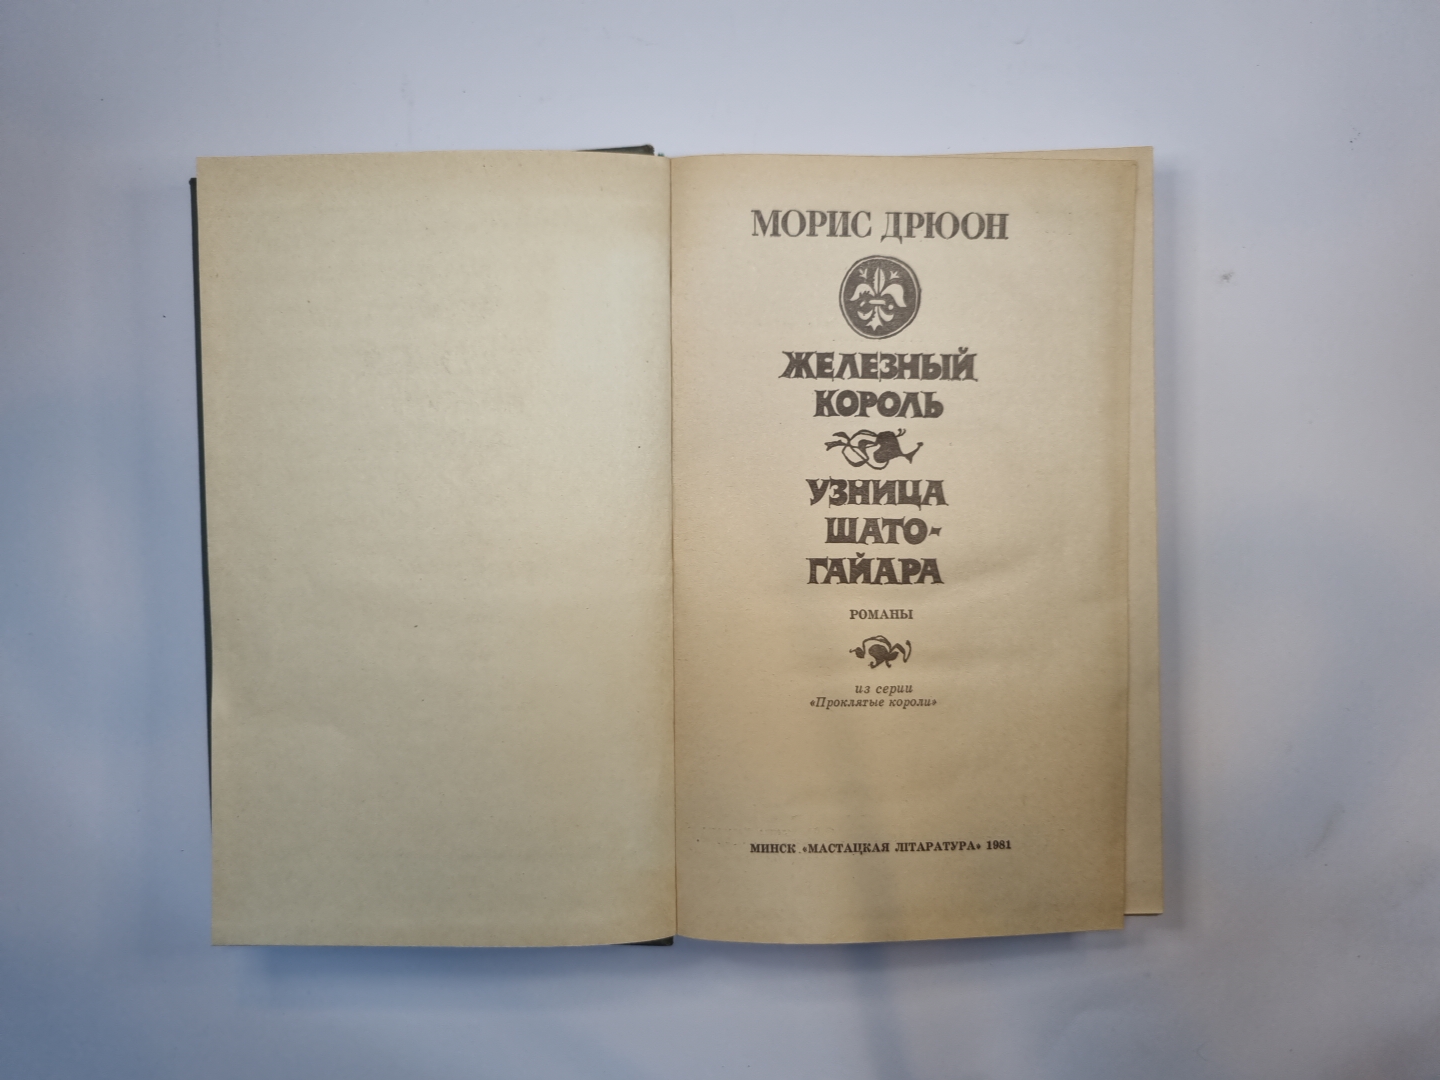 МОРИС ДРЮОН
ЖЕЛЕЗНЫЙ
КОРОЛЬ
УЗНИЦА
ШАТО-
ГАЙАРА
РОМАНЫ
из серии
«Проклятые короли»
МИНСК «МАСТАЦКАЯ ЛІТАРАТУРА» 1981